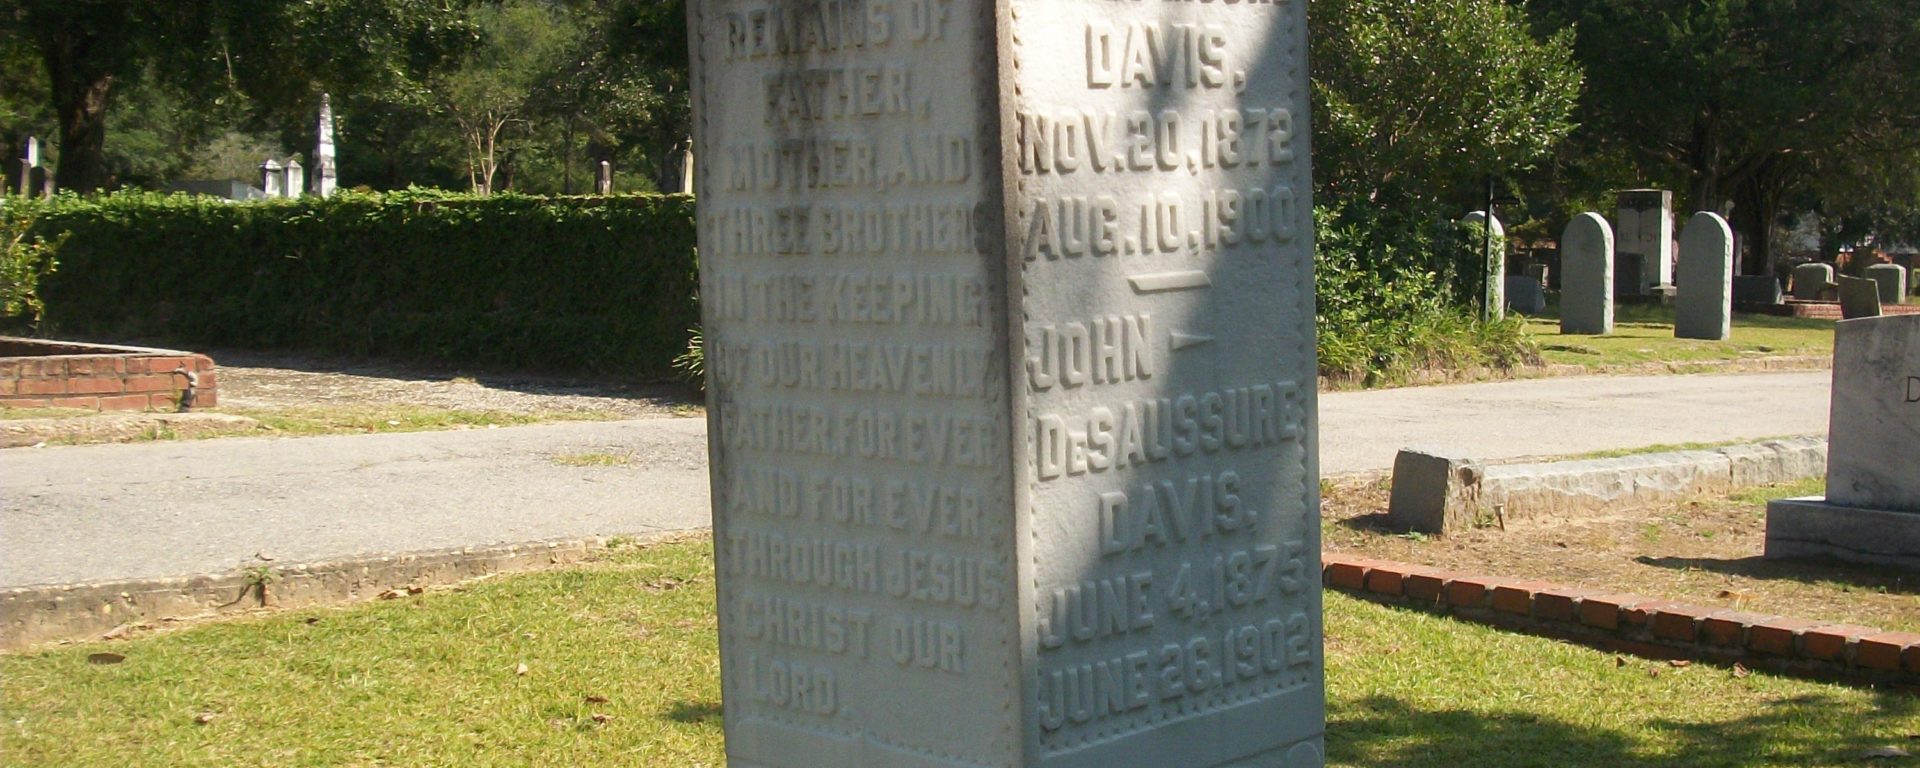 REMAINS OF
FATHER,
MOTHER, AND
THREE BROTHERS
IN THE KEEPING
OF OUR HEAVENLY
FATHER, FOR EVER
AND FOR EVER,
THROUGH JESUS
CHRIST OUR
LORD.
DAVIS,
NOV. 20, 1872
AUG. 10, 1900
JOHN -
DESAUSSURE
DAVIS,
JUNE 4, 1875
JUNE 26, 1902